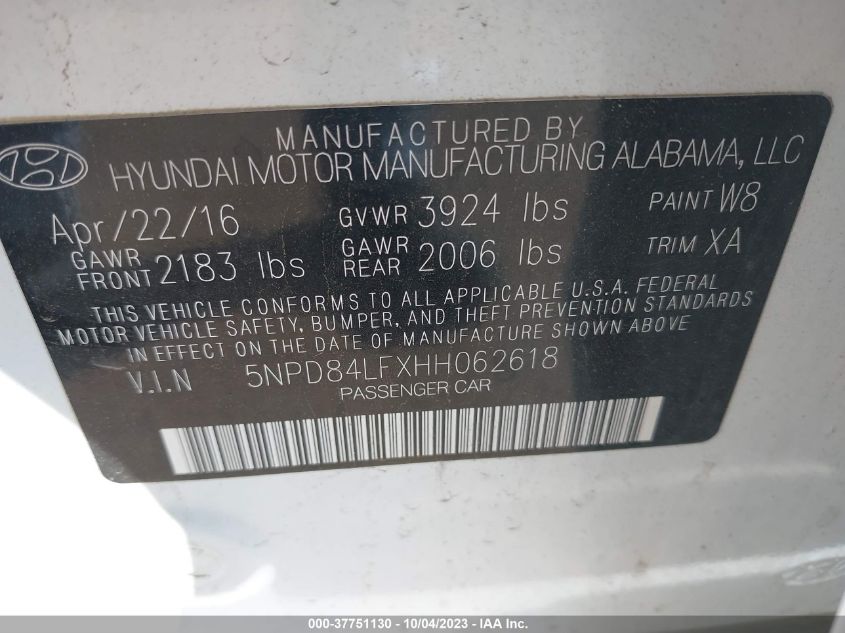 MANUFACTURED BY
HYUNDAI MOTOR MANUFACTURING ALABAMA, LLC
Apr/22/16 GVWR 3924 lbs PAINT W8
GAWR FRONT 2183 lbs GAWR REAR 2006 lbs TRIM XA
THIS VEHICLE CONFORMS TO ALL APPLICABLE U.S.A. FEDERAL
MOTOR VEHICLE SAFETY, BUMPER, AND THEFT PREVENTION STANDARDS
IN EFFECT ON THE DATE OF MANUFACTURE SHOWN ABOVE
V.I.N 5NPD84LFXHH062618
PASSENGER CAR
000-37751130 - 10/04/2023 - IAA Inc.